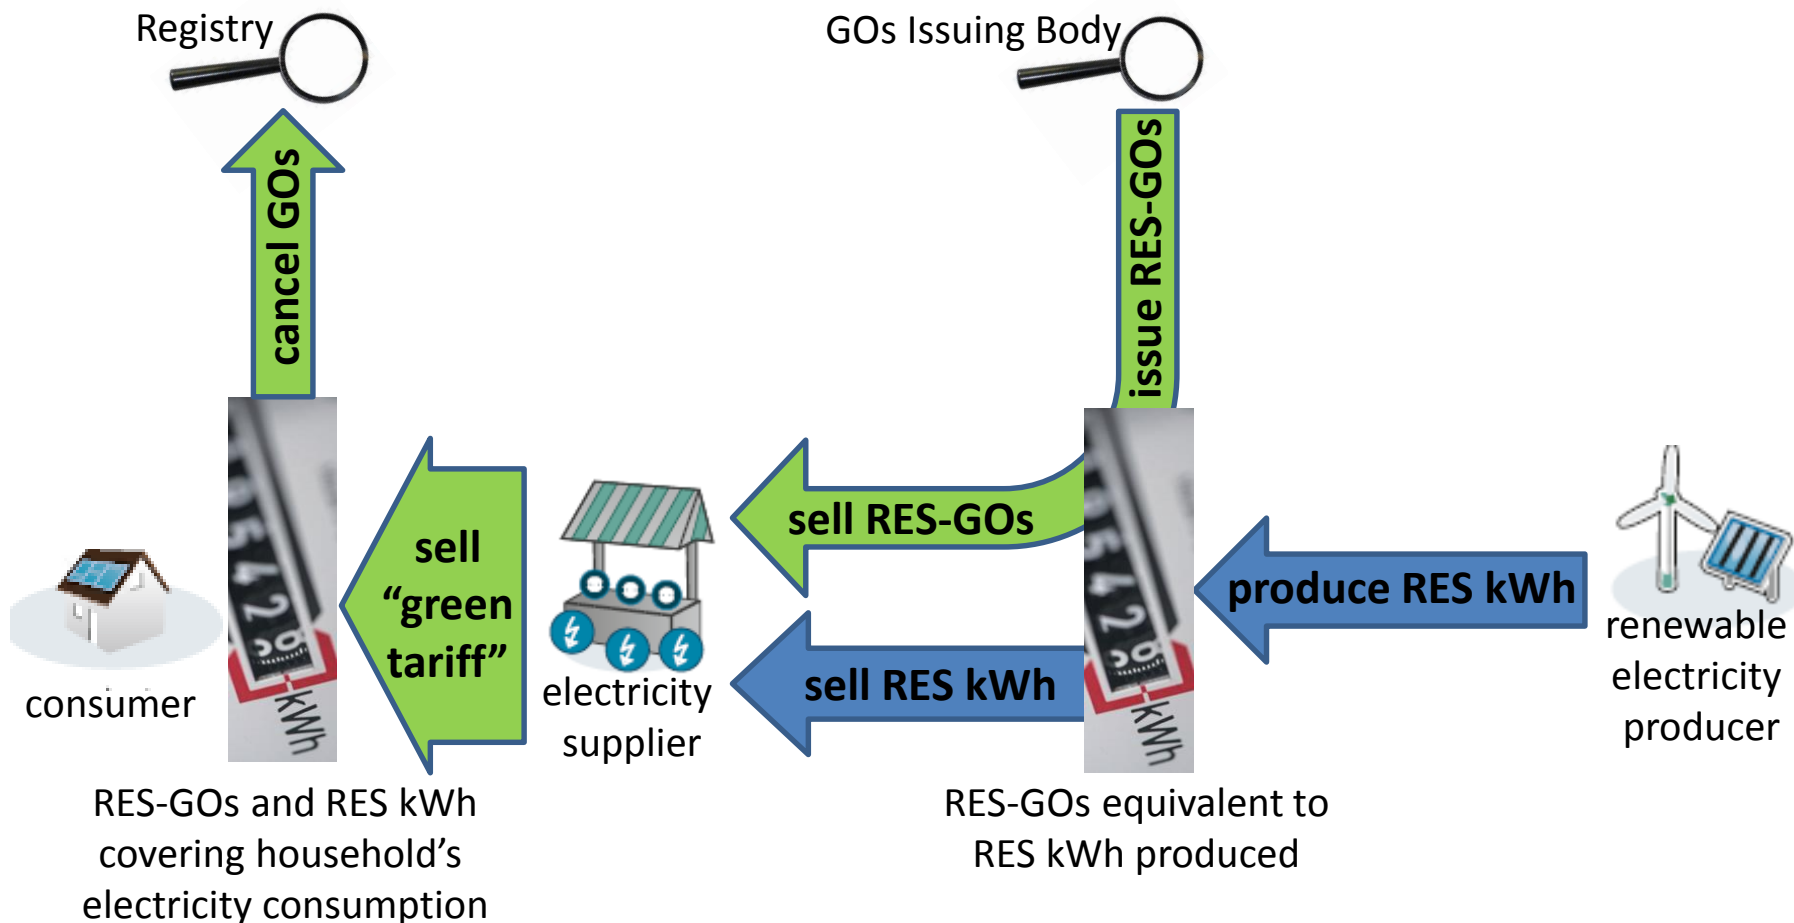 Registry
GOs Issuing Body
cancel GOs
issue RES-GOs
sell
“green
tariff”
sell RES-GOs
sell RES kWh
produce RES kWh
consumer
electricity
supplier
renewable
electricity
producer
kWh
kWh
RES-GOs and RES kWh
covering household’s
electricity consumption
RES-GOs equivalent to
RES kWh produced